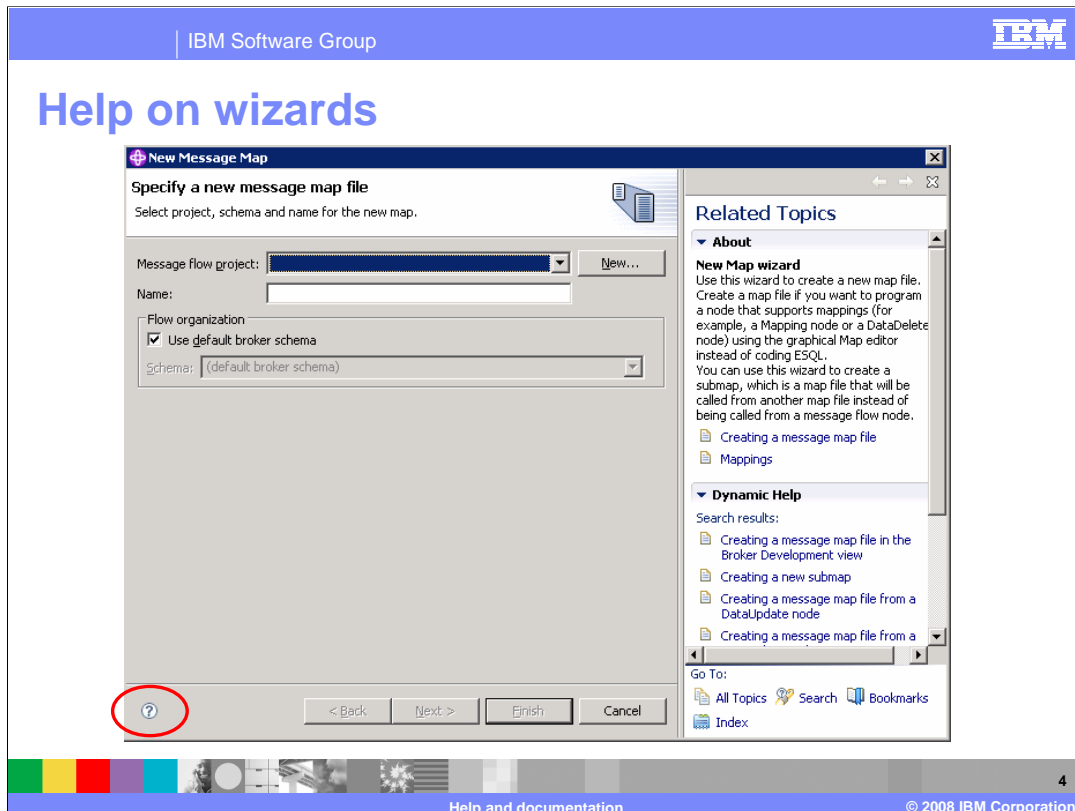 IBM Software Group
IBM
Help on wizards
New Message Map
Specify a new message map file
Select project, schema and name for the new map.
Message flow project:
New...
Name:
Flow organization
Use default broker schema
Schema: (default broker schema)
< Back Next > Finish Cancel
Related Topics
About
New Map wizard
Use this wizard to create a new map file.
Create a map file if you want to program
a node that supports mappings (for
example, a Mapping node or a DataDelete
node) using the graphical Map editor
instead of coding ESQL.
You can use this wizard to create a
submap, which is a map file that will be
called from another map file instead of
being called from a message flow node.
Creating a message map file
Mappings
Dynamic Help
Search results:
Creating a message map file in the
Broker Development view
Creating a new submap
Creating a message map file from a
DataUpdate node
Creating a message map file from a
Go To:
All Topics Search Bookmarks
Index
4
Help and documentation
© 2008 IBM Corporation